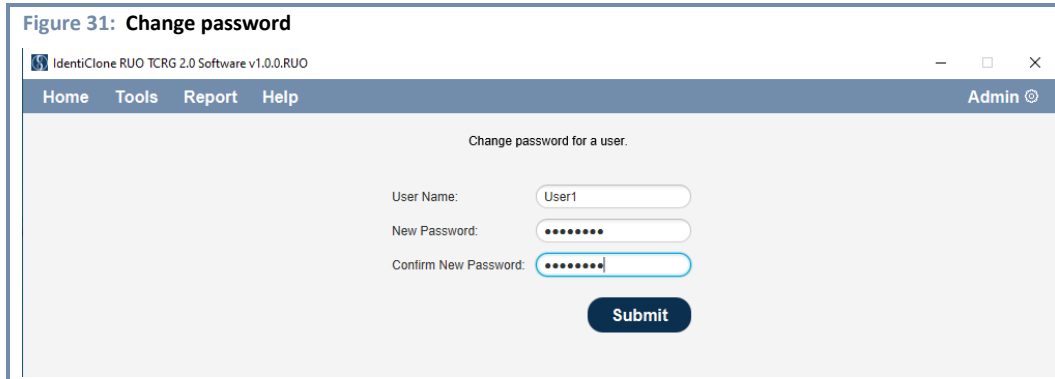 Figure 31: Change password
IdentiClone RUO TCRG 2.0 Software v1.0.0.RUO
Home Tools Report Help Admin
Change password for a user.
User Name: User1
New Password: ••••••••
Confirm New Password: ••••••••
Submit